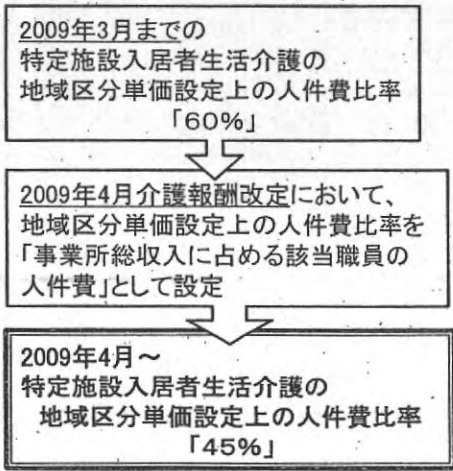 2009年3月までの
特定施設入居者生活介護の
地域区分単価設定上の人件費比率
「60%」
2009年4月介護報酬改定において、
地域区分単価設定上の人件費比率を
「事業所総収入に占める該当職員の
人件費」として設定
2009年4月~
特定施設入居者生活介護の
地域区分単価設定上の人件費比率
「45%」